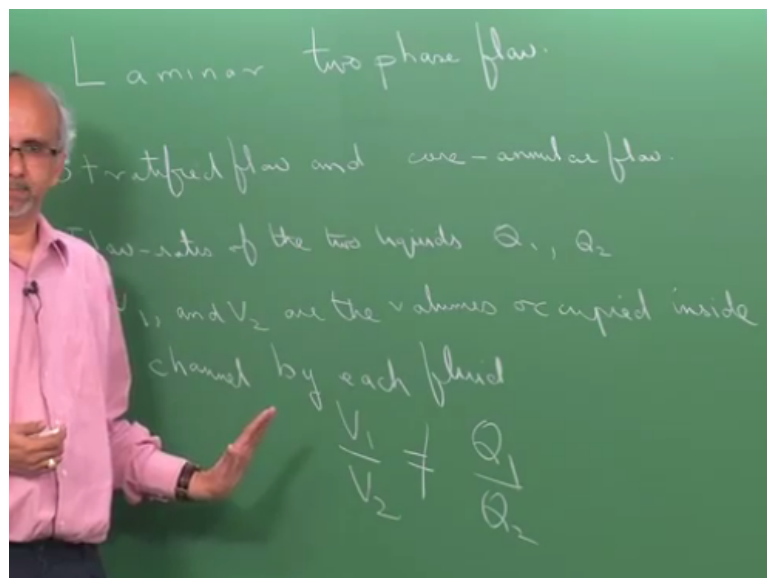 Laminar two phase flow.
Stratified flow and core-annular flow.
Flow-rates of the two liquids Q1, Q2
V1, and V2 are the volumes occupied inside
channel by each fluid
V1/V2 ≠ Q1/Q2